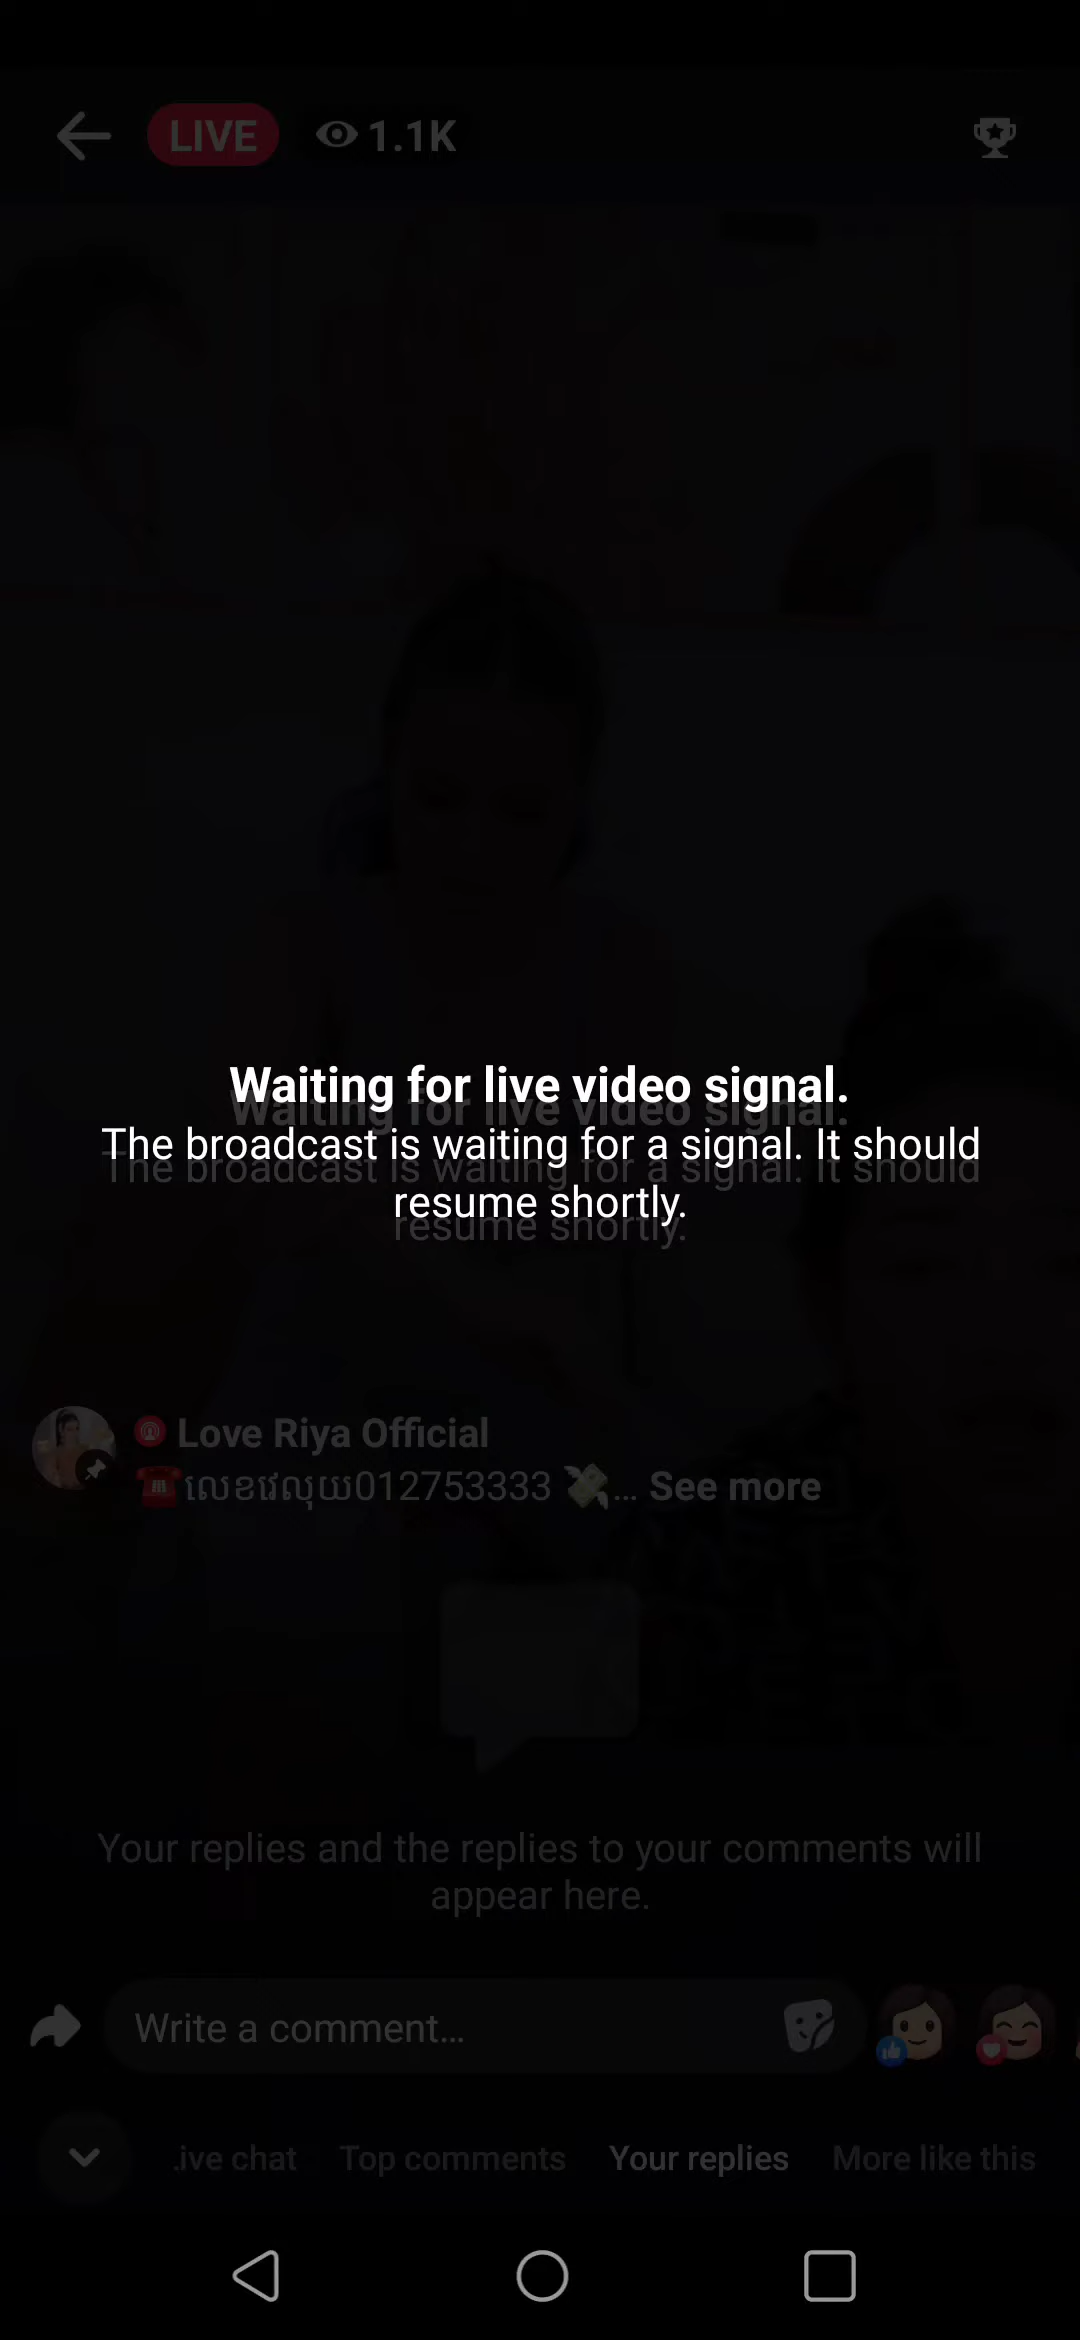 LIVE 1.1K
Waiting for live video signal.
The broadcast is waiting for a signal. It should
resume shortly.
Love Riya Official
☎️លេខវេលុយ012753333 💸... See more
Your replies and the replies to your comments will
appear here.
Write a comment...
.ive chat Top comments Your replies More like this